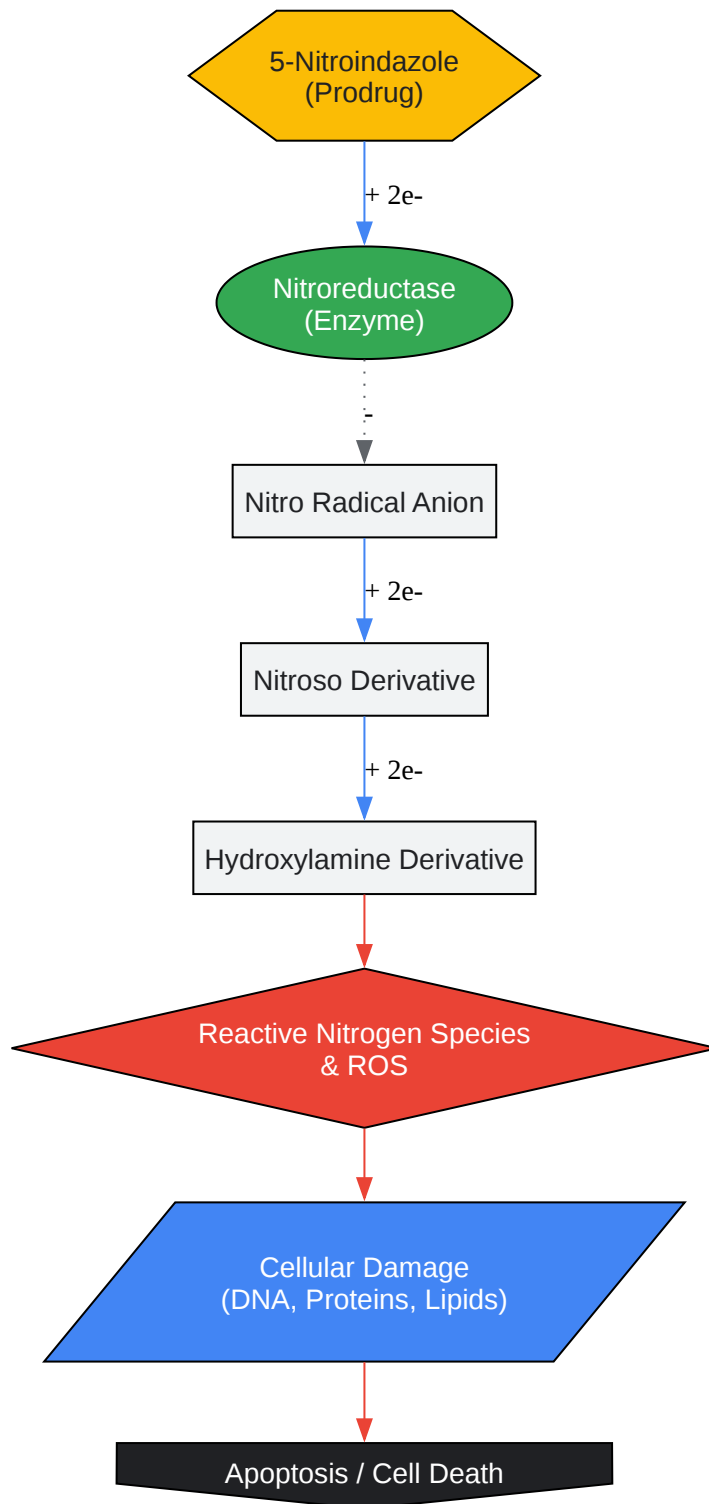 5-Nitroindazole
(Prodrug)
+ 2e-
Nitroreductase
(Enzyme)
-
Nitro Radical Anion
+ 2e-
Nitroso Derivative
+ 2e-
Hydroxylamine Derivative
Reactive Nitrogen Species
& ROS
Cellular Damage
(DNA, Proteins, Lipids)
Apoptosis / Cell Death